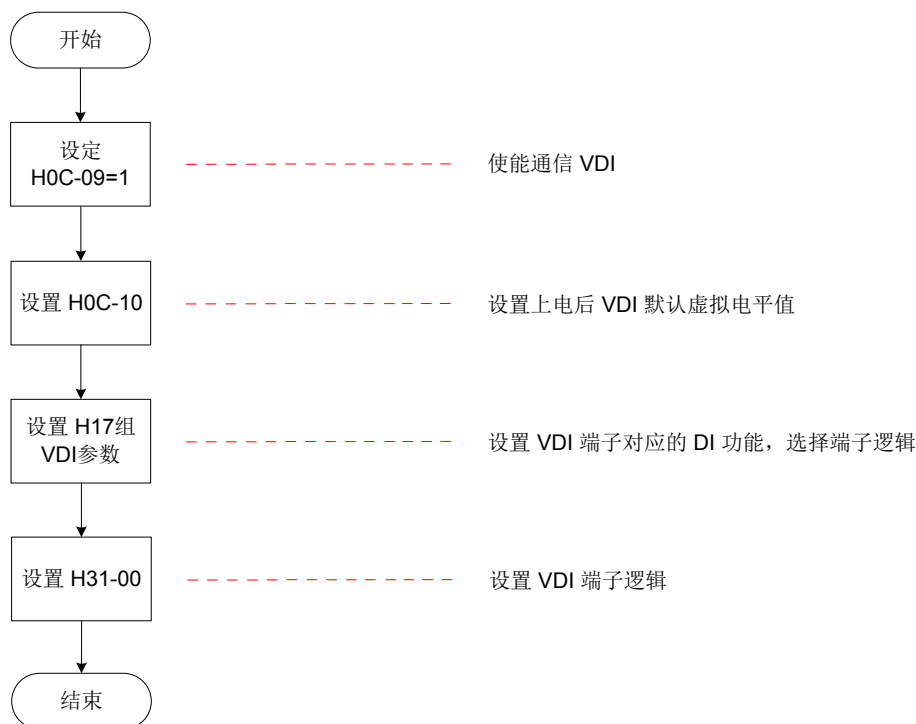 开始
设定
H0C-09=1
使能通信 VDI
设置 H0C-10
设置上电后 VDI 默认虚拟电平值
设置 H17组
VDI参数
设置 VDI 端子对应的 DI 功能，选择端子逻辑
设置 H31-00
设置 VDI 端子逻辑
结束